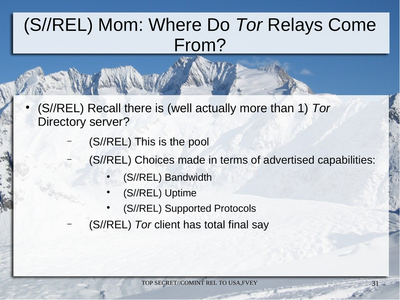 (S//REL) Mom: Where Do Tor Relays Come
From?
• (S//REL) Recall there is (well actually more than 1) Tor
Directory server?
– (S//REL) This is the pool
– (S//REL) Choices made in terms of advertised capabilities:
• (S//REL) Bandwidth
• (S//REL) Uptime
• (S//REL) Supported Protocols
– (S//REL) Tor client has total final say
TOP SECRET//COMINT REL TO USA,FVEY
31